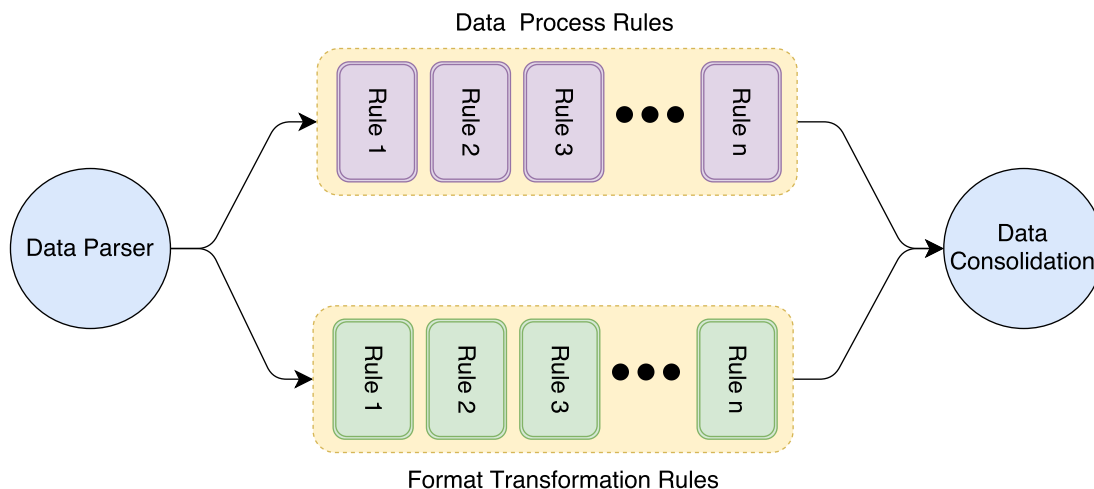 Data Process Rules
Rule 1
Rule 2
Rule 3
Rule n
Data Parser
Data
Consolidation
Rule 1
Rule 2
Rule 3
Rule n
Format Transformation Rules